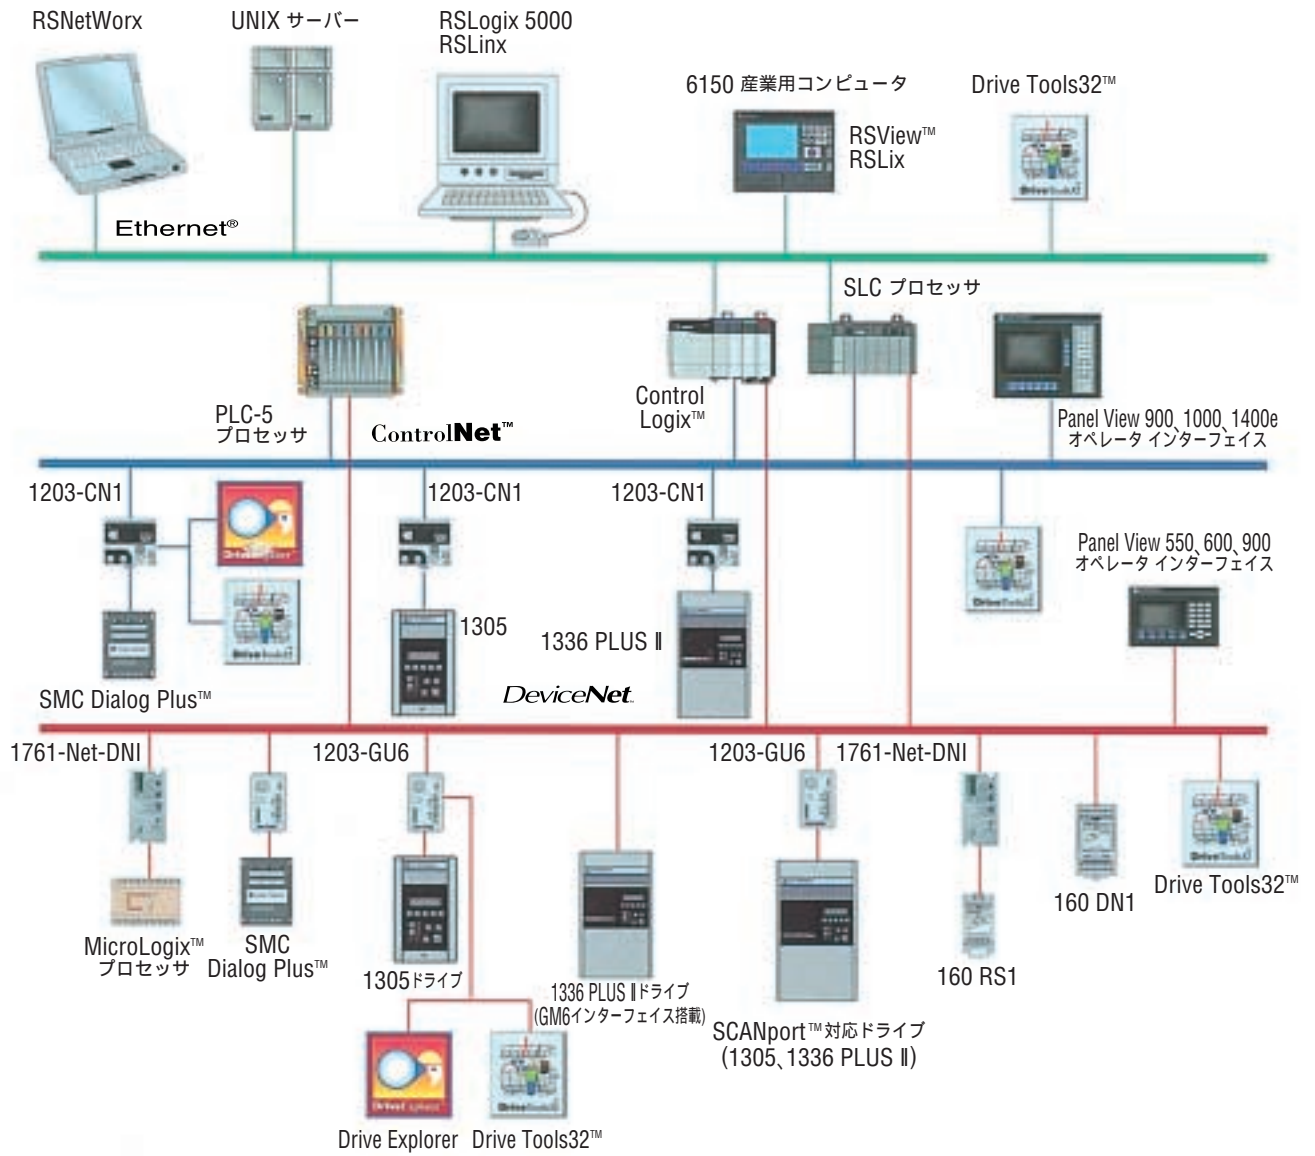 RSNetWorx
UNIX サーバー
RSLogix 5000
RSLinx
6150 産業用コンピュータ
RSView™
RSLix
Drive Tools32™
DriveTools32
Ethernet®
SLC プロセッサ
Control
Logix™
PLC-5
プロセッサ
ControlNet™
Panel View 900、1000、1400e
オペレータ インターフェイス
1203-CN1
1203-CN1
1203-CN1
Panel View 550、600、900
オペレータ インターフェイス
1305
1336 PLUS Ⅱ
SMC Dialog Plus™
DeviceNet™
1761-Net-DNI
1203-GU6
1203-GU6
1761-Net-DNI
MicroLogix™
プロセッサ
SMC
Dialog Plus™
1305ドライブ
1336 PLUS Ⅱドライブ
(GM6インターフェイス搭載)
SCANport™対応ドライブ
(1305、1336 PLUS Ⅱ)
160 RS1
160 DN1
Drive Tools32™
Drive Explorer
Drive Tools32™